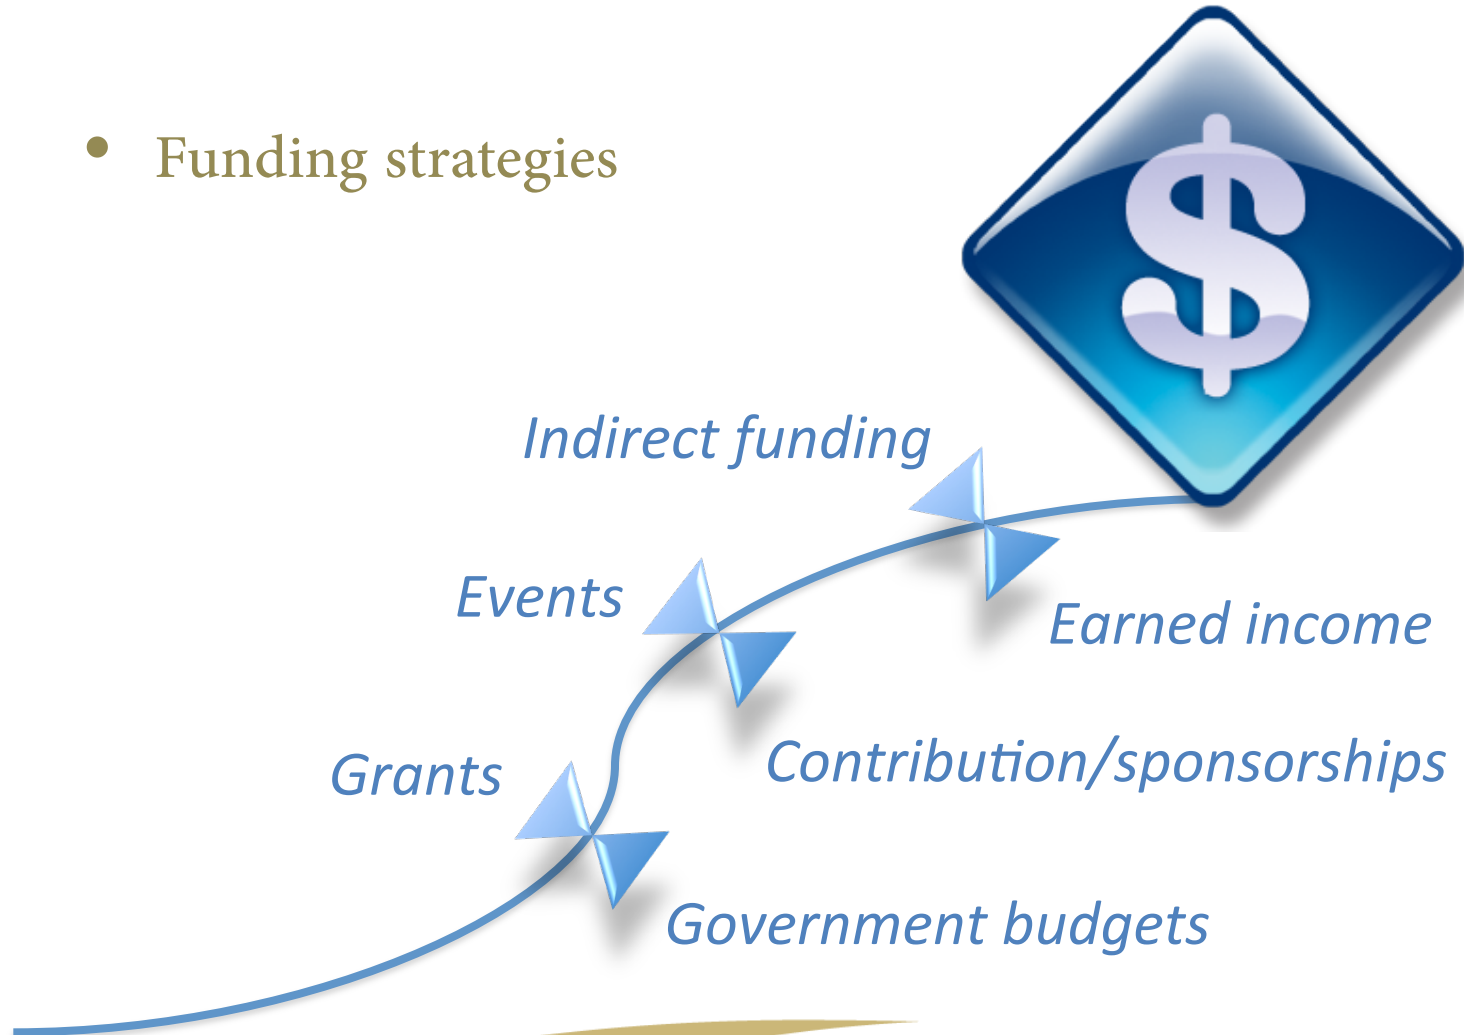 • Funding strategies
$
Indirect funding
Events
Earned income
Grants
Contribution/sponsorships
Government budgets